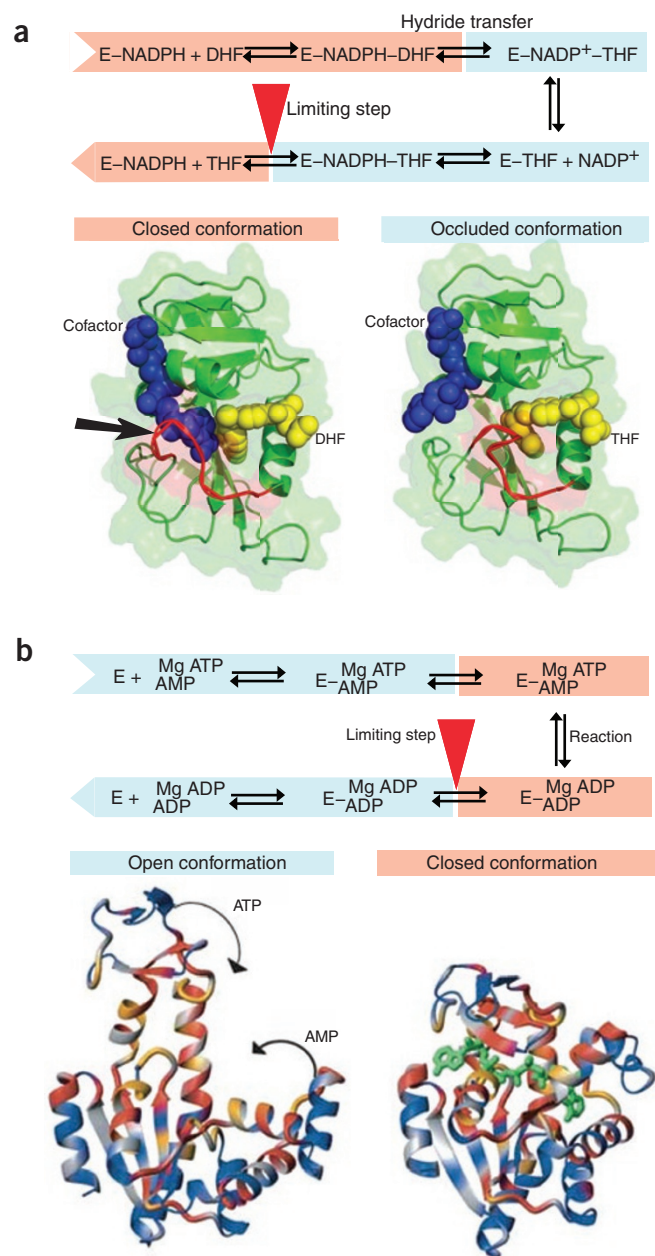 a
Hydride transfer
E–NADPH + DHF E–NADPH–DHF E–NADP+–THF
Limiting step
E–NADPH + THF E–NADPH–THF E–THF + NADP+
Closed conformation Occluded conformation
Cofactor Cofactor
DHF THF
b
E + Mg ATP E– Mg ATP E– Mg ATP
AMP AMP AMP
Limiting step Reaction
E + Mg ADP E– Mg ADP E– Mg ADP
ADP ADP ADP
Open conformation Closed conformation
ATP
AMP